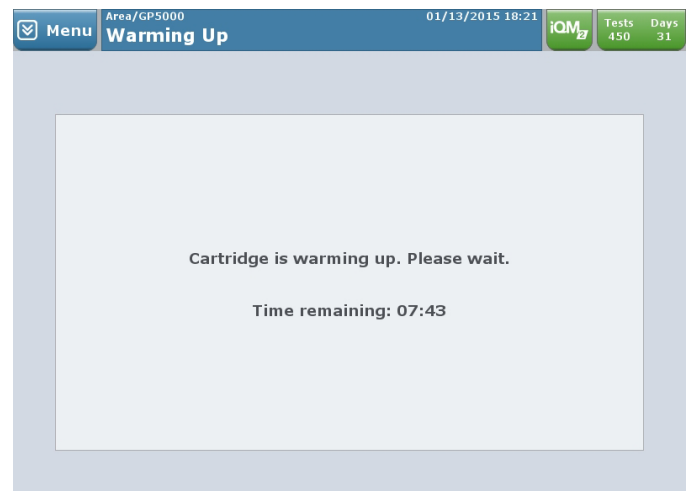 Menu
Area/GP5000
01/13/2015 18:21
Warming Up
iQM2
Tests Days
450 31
Cartridge is warming up. Please wait.
Time remaining: 07:43